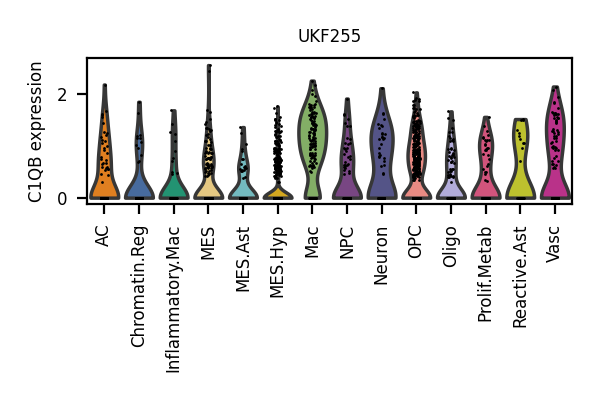 UKF255
C1QB expression
2
0
AC
Chromatin.Reg
Inflammatory.Mac
MES
MES.Ast
MES.Hyp
Mac
NPC
Neuron
OPC
Oligo
Prolif.Metab
Reactive.Ast
Vasc